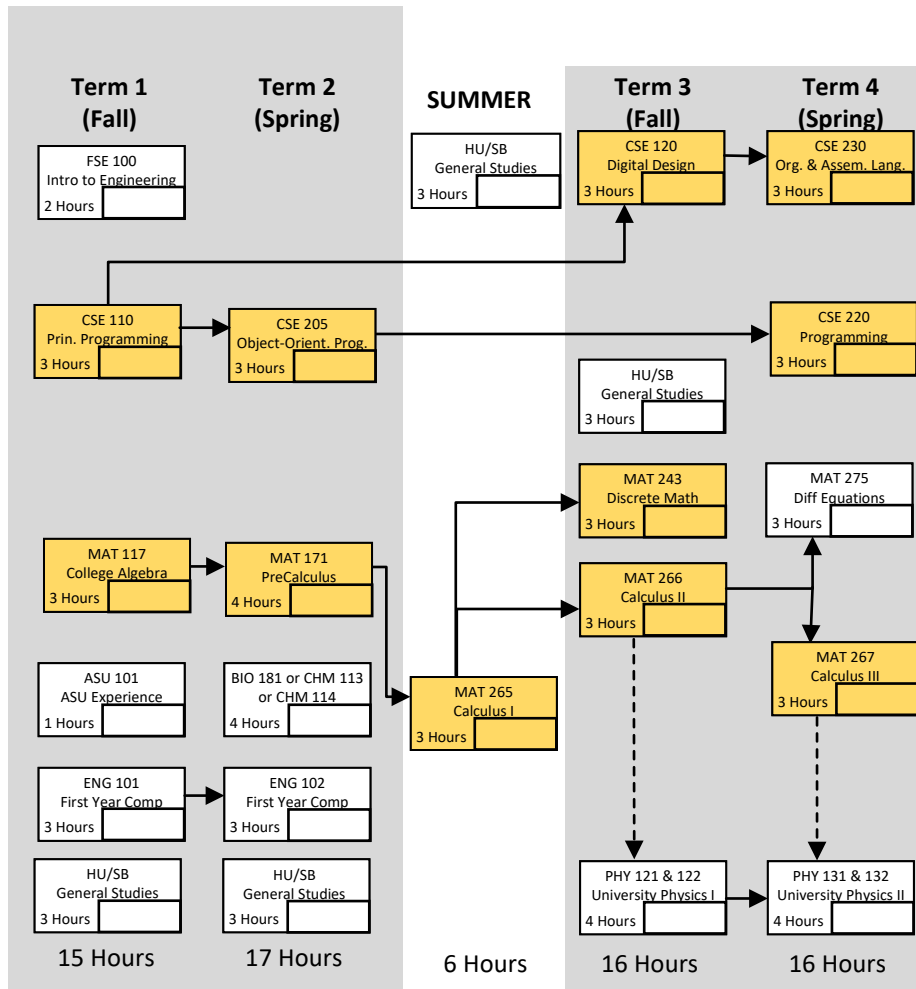 Term 1
(Fall)
FSE 100
Intro to Engineering
2 Hours
CSE 110
Prin. Programming
3 Hours
MAT 117
College Algebra
3 Hours
ASU 101
ASU Experience
1 Hours
ENG 101
First Year Comp
3 Hours
HU/SB
General Studies
3 Hours
15 Hours
Term 2
(Spring)
CSE 205
Object-Orient. Prog.
3 Hours
MAT 171
PreCalculus
4 Hours
BIO 181 or CHM 113
or CHM 114
4 Hours
ENG 102
First Year Comp
3 Hours
HU/SB
General Studies
3 Hours
17 Hours
SUMMER
HU/SB
General Studies
3 Hours
MAT 265
Calculus I
3 Hours
6 Hours
Term 3
(Fall)
CSE 120
Digital Design
3 Hours
HU/SB
General Studies
3 Hours
MAT 243
Discrete Math
3 Hours
MAT 266
Calculus II
3 Hours
PHY 121 & 122
University Physics I
4 Hours
16 Hours
Term 4
(Spring)
CSE 230
Org. & Assem. Lang.
3 Hours
CSE 220
Programming
3 Hours
MAT 275
Diff Equations
3 Hours
MAT 267
Calculus III
3 Hours
PHY 131 & 132
University Physics II
4 Hours
16 Hours